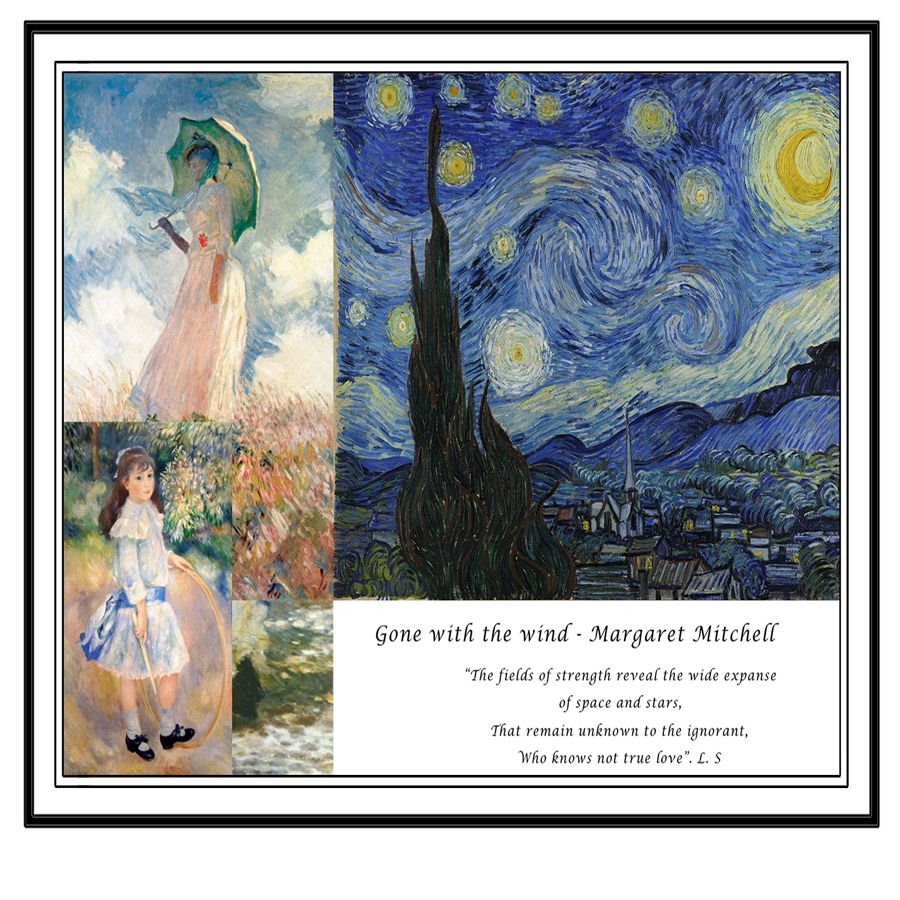 Gone with the wind - Margaret Mitchell
“The fields of strength reveal the wide expanse
of space and stars,
That remain unknown to the ignorant,
Who knows not true love”. L. S